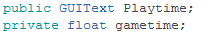 public GUIText Playtime;
private float gametime;